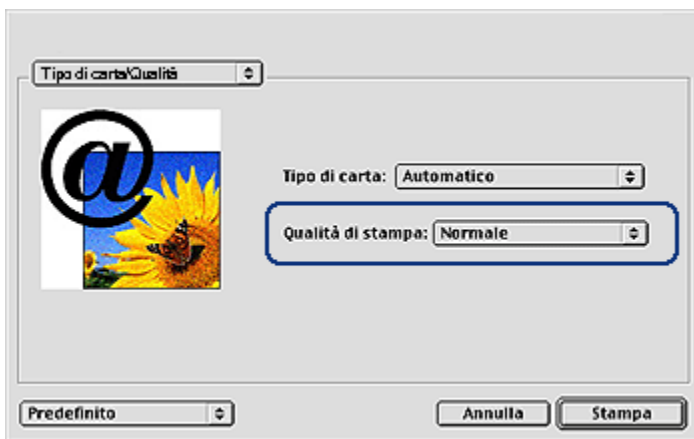 Tipo di carta/Qualità
@
Tipo di carta: Automatico
Qualità di stampa: Normale
Predefinito
Annulla
Stampa